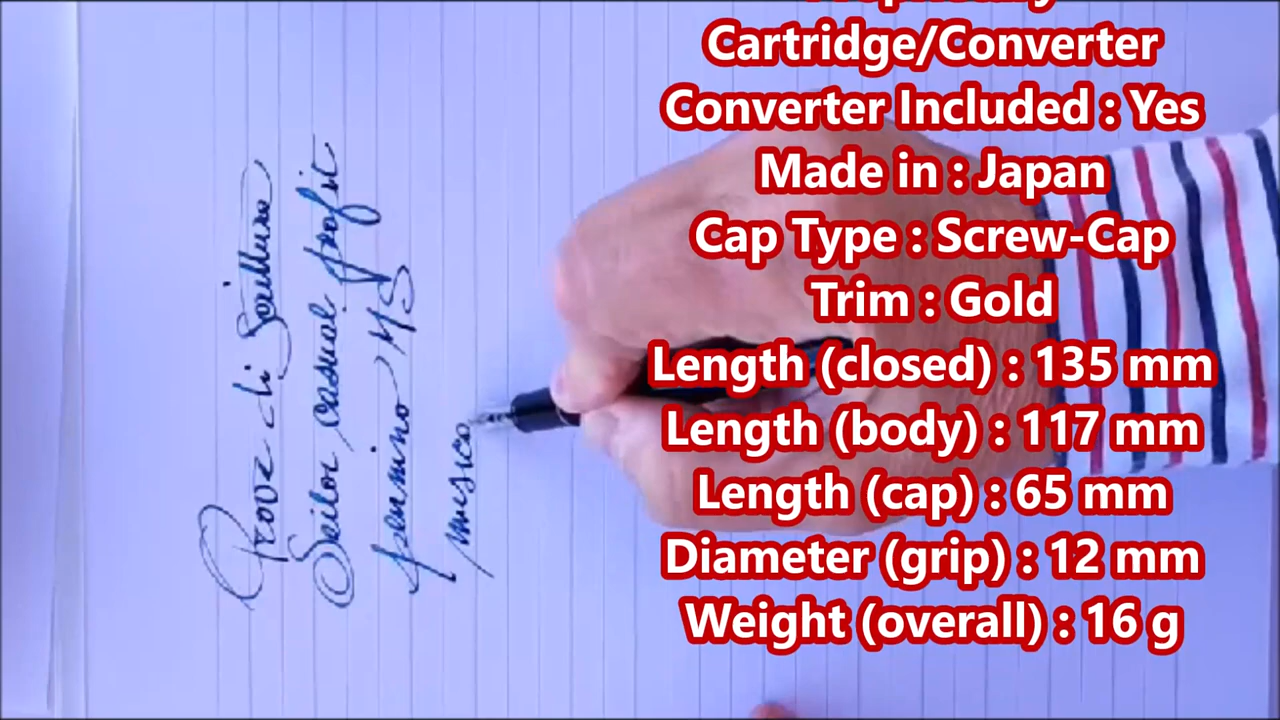 Cartridge/Converter
Converter Included : Yes
Made in : Japan
Cap Type : Screw-Cap
Trim : Gold
Length (closed) : 135 mm
Length (body) : 117 mm
Length (cap) : 65 mm
Diameter (grip) : 12 mm
Weight (overall) : 16 g
Prova di Scrittura
Sailor casual profit
pennino MS
music